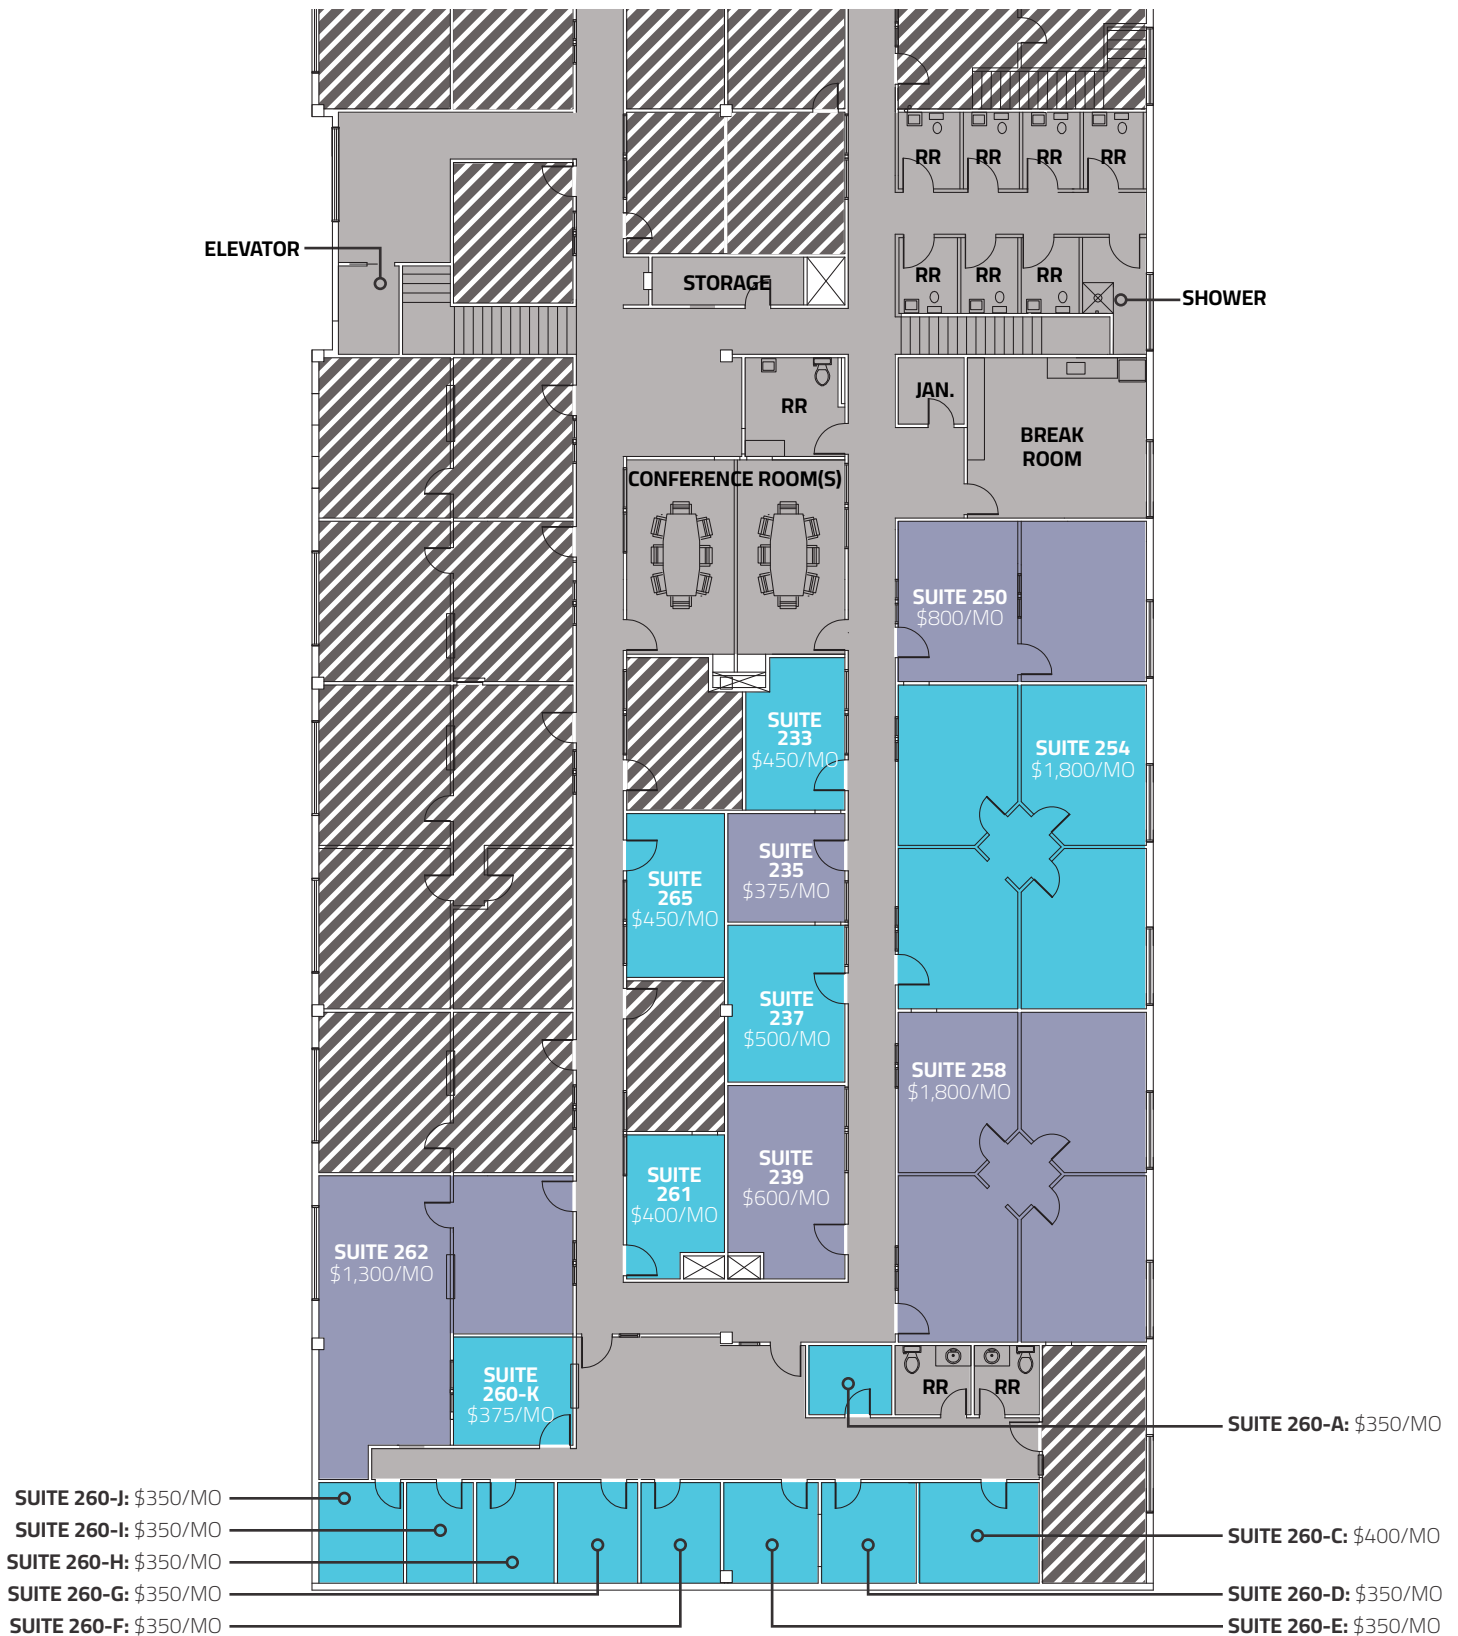 RR
RR
RR
RR
ELEVATOR
STORAGE
RR
RR
RR
SHOWER
JAN.
RR
BREAK
ROOM
CONFERENCE ROOM(S)
SUITE 250
$800/MO
SUITE
233
$450/MO
SUITE 254
$1,800/MO
SUITE
235
$375/MO
SUITE
265
$450/MO
SUITE
237
$500/MO
SUITE 258
$1,800/MO
SUITE
239
$600/MO
SUITE
261
$400/MO
SUITE 262
$1,300/MO
SUITE
260-K
$375/MO
RR
RR
SUITE 260-A: $350/MO
SUITE 260-J: $350/MO
SUITE 260-I: $350/MO
SUITE 260-H: $350/MO
SUITE 260-G: $350/MO
SUITE 260-F: $350/MO
SUITE 260-C: $400/MO
SUITE 260-D: $350/MO
SUITE 260-E: $350/MO